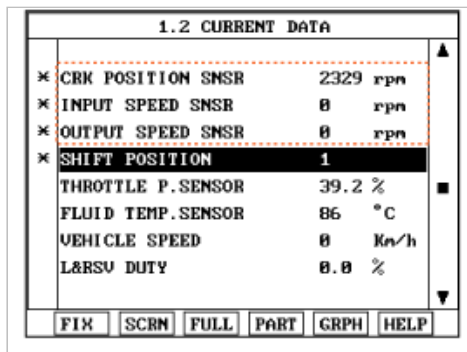 1.2 CURRENT DATA
* CRK POSITION SNSR 2329 rpm
* INPUT SPEED SNSR 0 rpm
* OUTPUT SPEED SNSR 0 rpm
* SHIFT POSITION 1
THROTTLE P.SENSOR 39.2 %
FLUID TEMP.SENSOR 86 °C
VEHICLE SPEED 0 Km/h
L&RSV DUTY 0.0 %
FIX SCRN FULL PART GRPH HELP